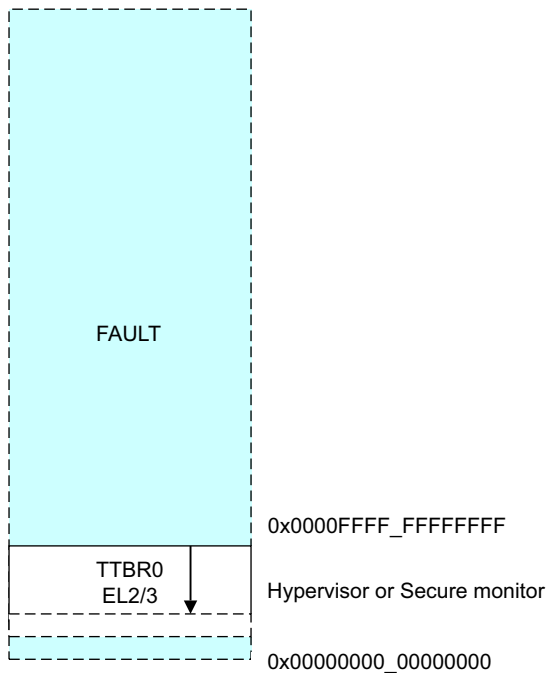 FAULT
0x0000FFFF_FFFFFFFF
TTBR0
EL2/3
Hypervisor or Secure monitor
0x00000000_00000000